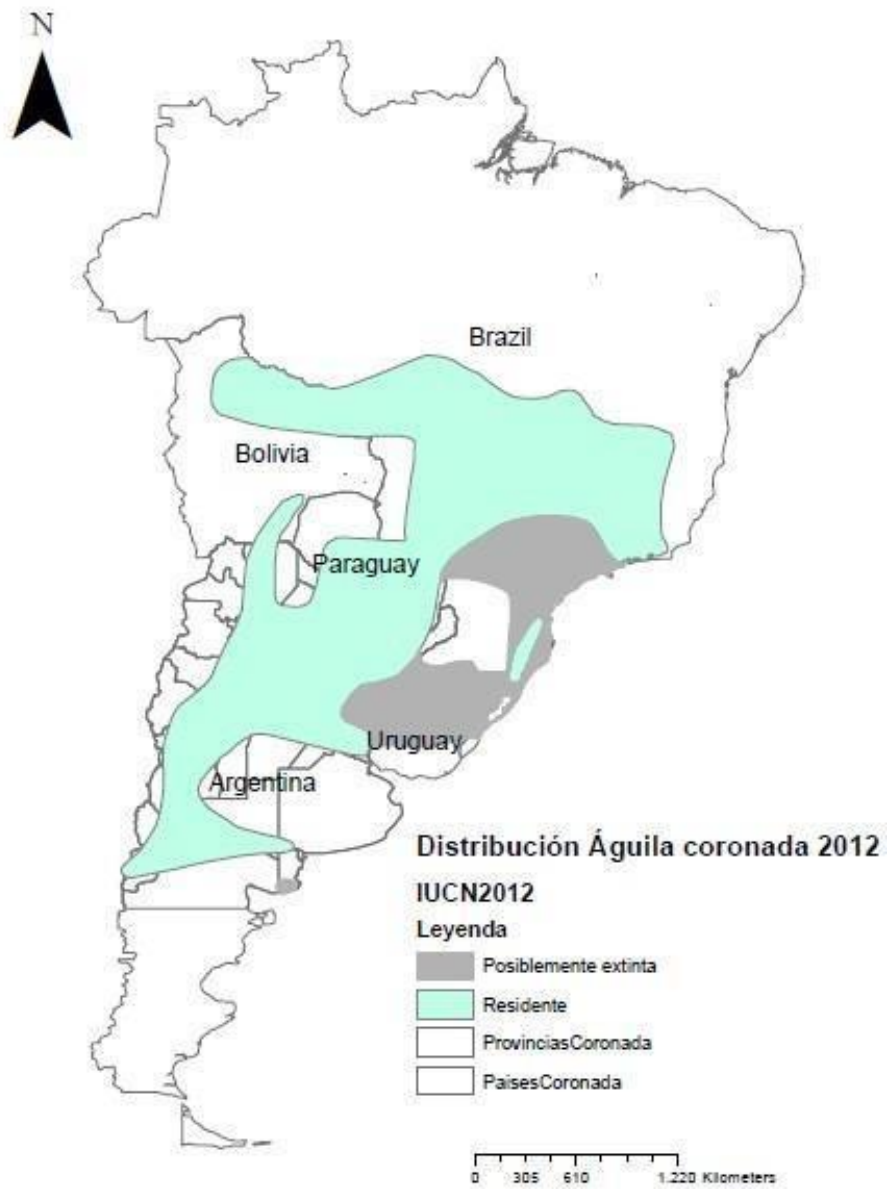 N
Brazil
Bolivia
Paraguay
Uruguay
Argentina
Distribución Águila coronada 2012
IUCN2012
Leyenda
Posiblemente extinta
Residente
ProvinciasCoronada
PaisesCoronada
0 305 610 1.220 Kilometers